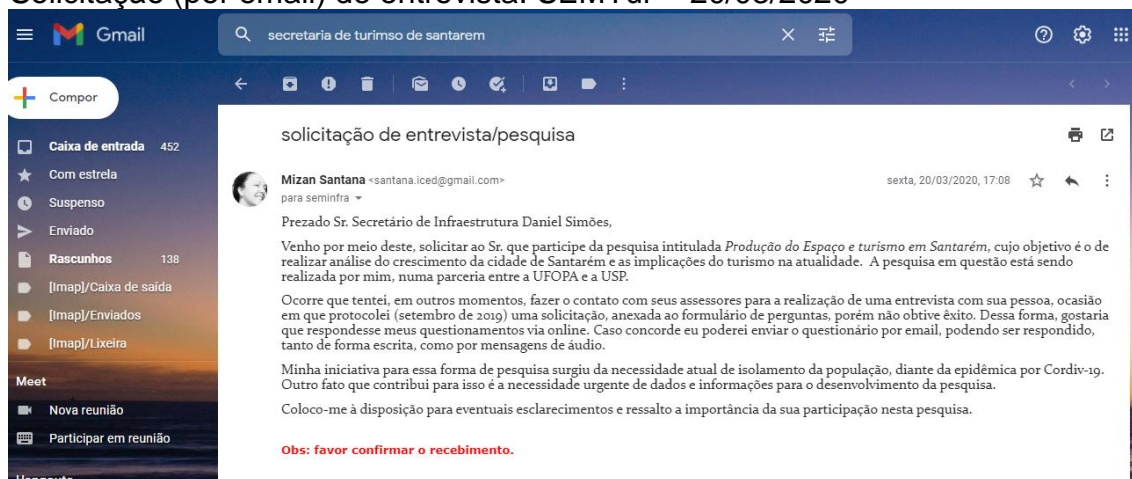 Gmail
secretaria de turimso de santarem
Compor
solicitação de entrevista/pesquisa
Caixa de entrada 452
Com estrela
Suspenso
Enviado
Rascunhos 138
[Imap]/Caixa de saída
[Imap]/Enviados
[Imap]/Lixeira
Meet
Nova reunião
Participar em reunião
Mizan Santana <santana.iced@gmail.com>
sexta, 20/03/2020, 17:08
para seminfra
Prezado Sr. Secretário de Infraestrutura Daniel Simões,
Venho por meio deste, solicitar ao Sr. que participe da pesquisa intitulada Produção do Espaço e turismo em Santarém, cujo objetivo é o de
realizar análise do crescimento da cidade de Santarém e as implicações do turismo na atualidade. A pesquisa em questão está sendo
realizada por mim, numa parceria entre a UFOPA e a USP.
Ocorre que tentei, em outros momentos, fazer o contato com seus assessores para a realização de uma entrevista com sua pessoa, ocasião
em que protocolei (setembro de 2019) uma solicitação, anexada ao formulário de perguntas, porém não obtive êxito. Dessa forma, gostaria
que respondesse meus questionamentos via online. Caso concorde eu poderei enviar o questionário por email, podendo ser respondido,
tanto de forma escrita, como por mensagens de áudio.
Minha iniciativa para essa forma de pesquisa surgiu da necessidade atual de isolamento da população, diante da epidêmica por Cordiv-19.
Outro fato que contribui para isso é a necessidade urgente de dados e informações para o desenvolvimento da pesquisa.
Coloco-me à disposição para eventuais esclarecimentos e ressalto a importância da sua participação nesta pesquisa.
Obs: favor confirmar o recebimento.